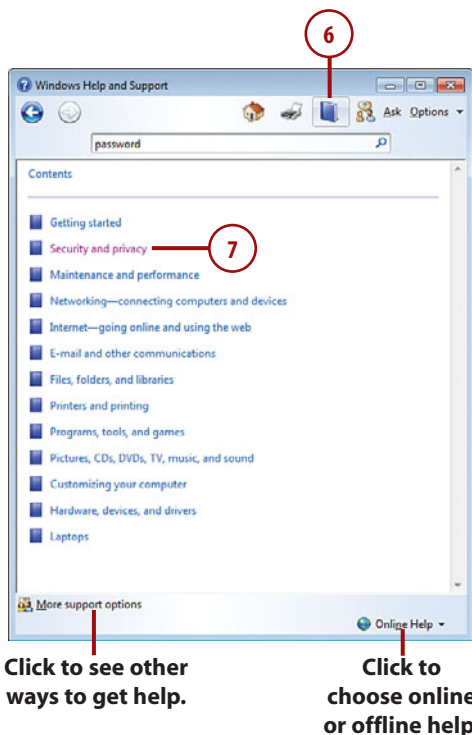 6
Windows Help and Support
Ask Options
password
Contents
Getting started
Security and privacy
7
Maintenance and performance
Networking—connecting computers and devices
Internet—going online and using the web
E-mail and other communications
Files, folders, and libraries
Printers and printing
Programs, tools, and games
Pictures, CDs, DVDs, TV, music, and sound
Customizing your computer
Hardware, devices, and drivers
Laptops
More support options
Online Help
Click to see other
ways to get help.
Click to
choose online
or offline help